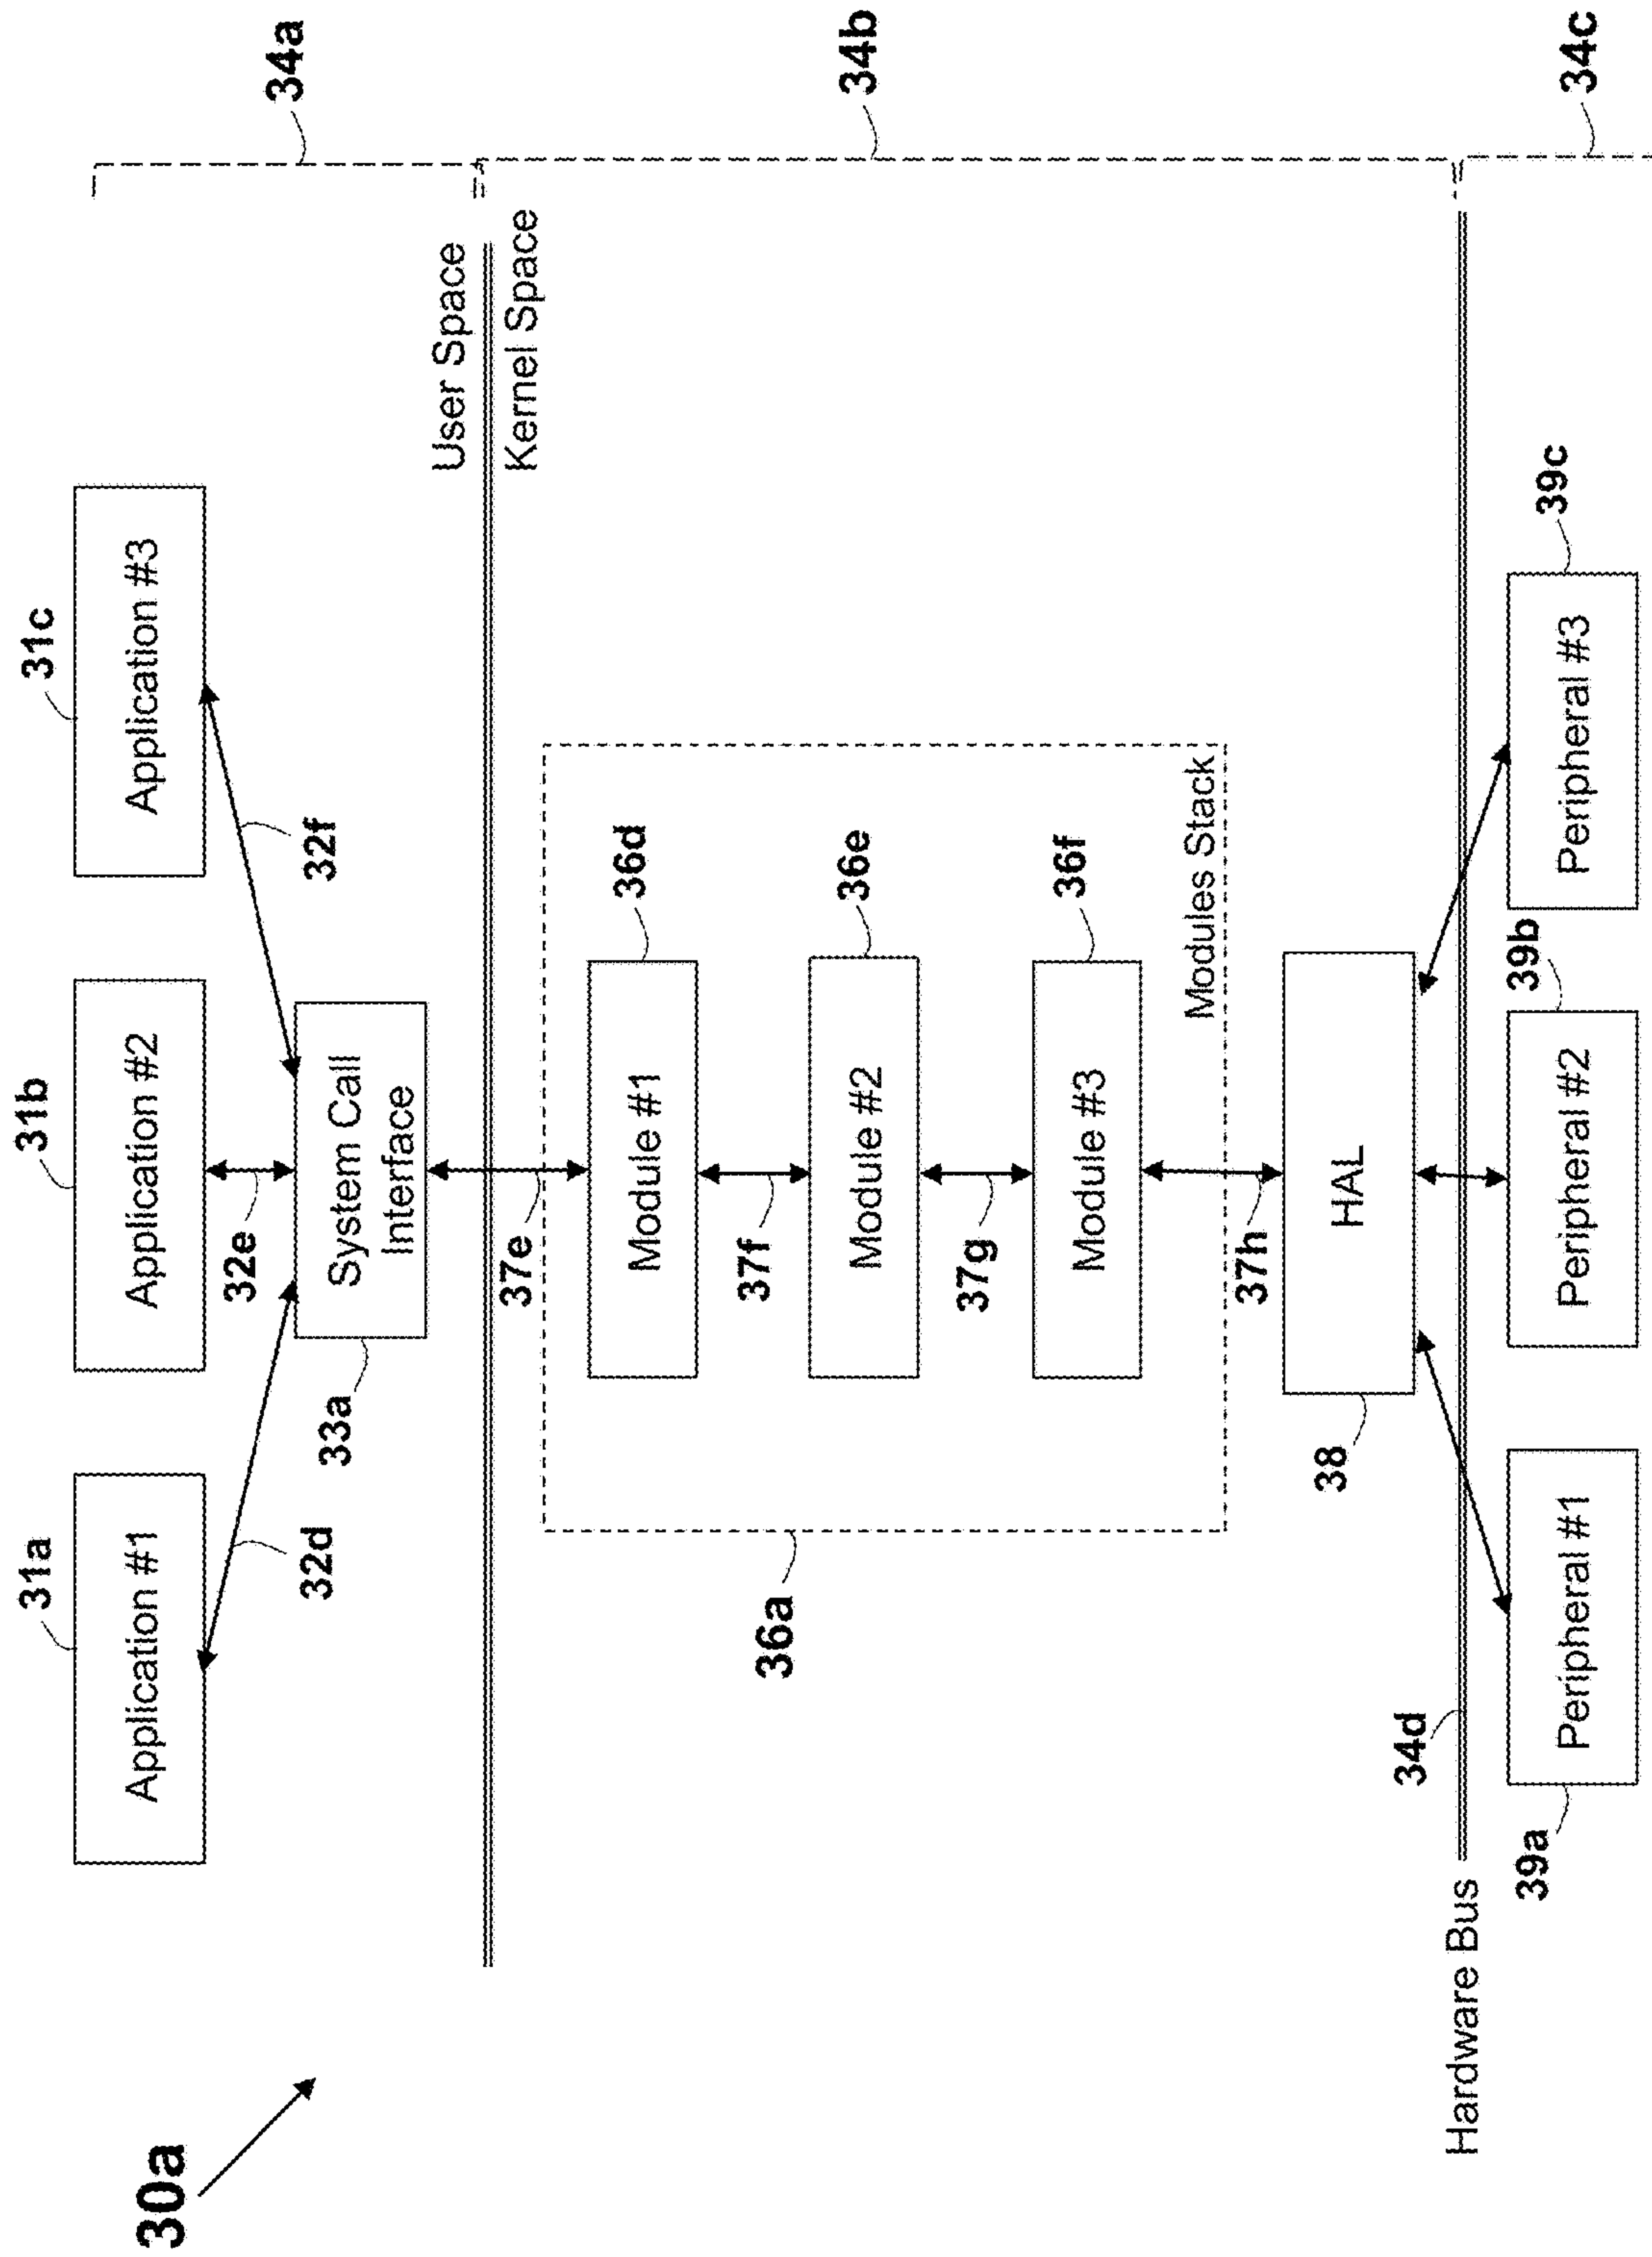 30a
31a
31b
31c
34a
Application #1
Application #2
Application #3
32d
32e
32f
33a
System Call
Interface
User Space
Kernel Space
37e
34b
36d
Module #1
37f
36a
36e
Module #2
37g
36f
Module #3
Modules Stack
37h
38
HAL
34d
Hardware Bus
34c
39a
39b
39c
Peripheral #1
Peripheral #2
Peripheral #3